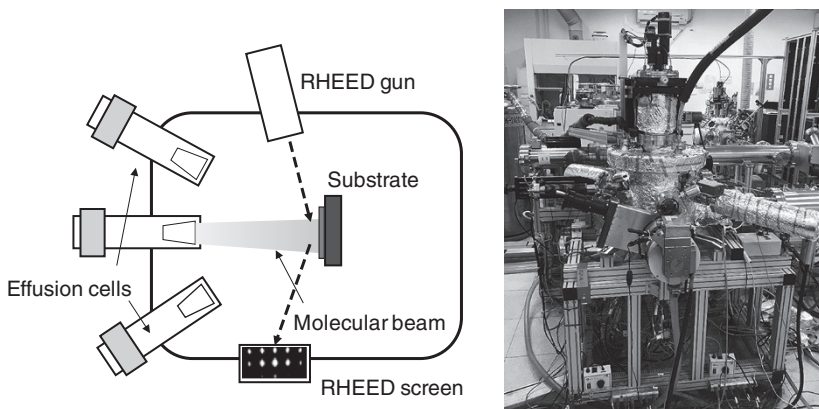 RHEED gun
Substrate
Effusion cells
Molecular beam
RHEED screen